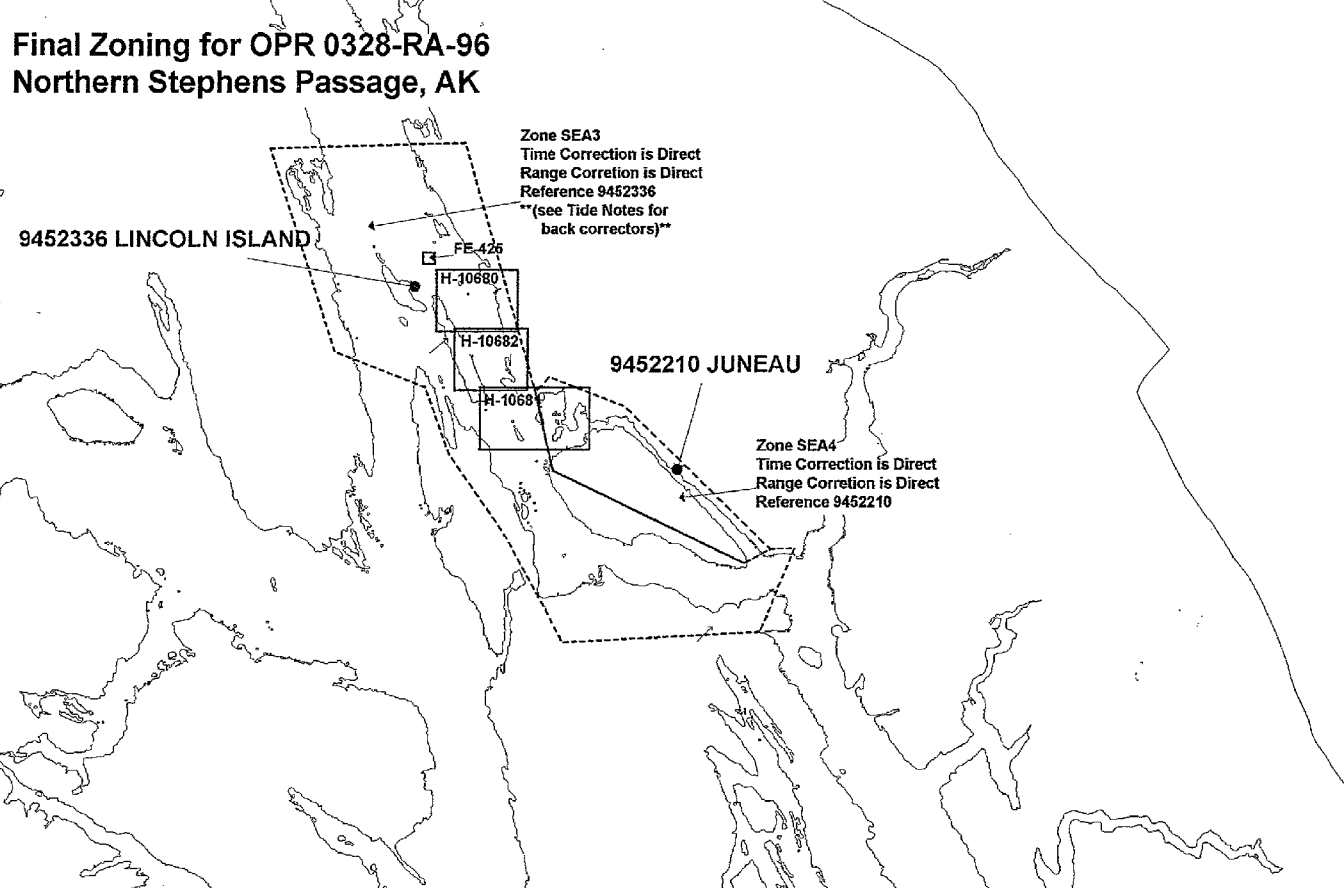 Final Zoning for OPR 0328-RA-96
Northern Stephens Passage, AK
Zone SEA3
Time Correction is Direct
Range Corretion is Direct
Reference 9452336
**(see Tide Notes for
back correctors)**
9452336 LINCOLN ISLAND
FE-425
H-10680
H-10682
H-1068
9452210 JUNEAU
Zone SEA4
Time Correction is Direct
Range Corretion is Direct
Reference 9452210